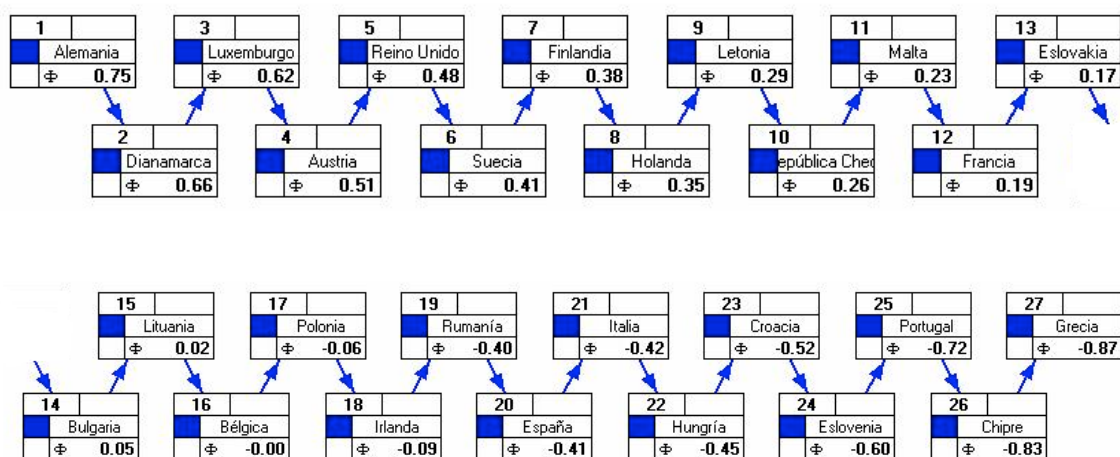 1
Alemania
Φ 0.75
2
Dianamarca
Φ 0.66
3
Luxemburgo
Φ 0.62
4
Austria
Φ 0.51
5
Reino Unido
Φ 0.48
6
Suecia
Φ 0.41
7
Finlandia
Φ 0.38
8
Holanda
Φ 0.35
9
Letonia
Φ 0.29
10
epública Chec
Φ 0.26
11
Malta
Φ 0.23
12
Francia
Φ 0.19
13
Eslovakia
Φ 0.17
14
Bulgaria
Φ 0.05
15
Lituania
Φ 0.02
16
Bélgica
Φ -0.00
17
Polonia
Φ -0.06
18
Irlanda
Φ -0.09
19
Rumanía
Φ -0.40
20
España
Φ -0.41
21
Italia
Φ -0.42
22
Hungría
Φ -0.45
23
Croacia
Φ -0.52
24
Eslovenia
Φ -0.60
25
Portugal
Φ -0.72
26
Chipre
Φ -0.83
27
Grecia
Φ -0.87